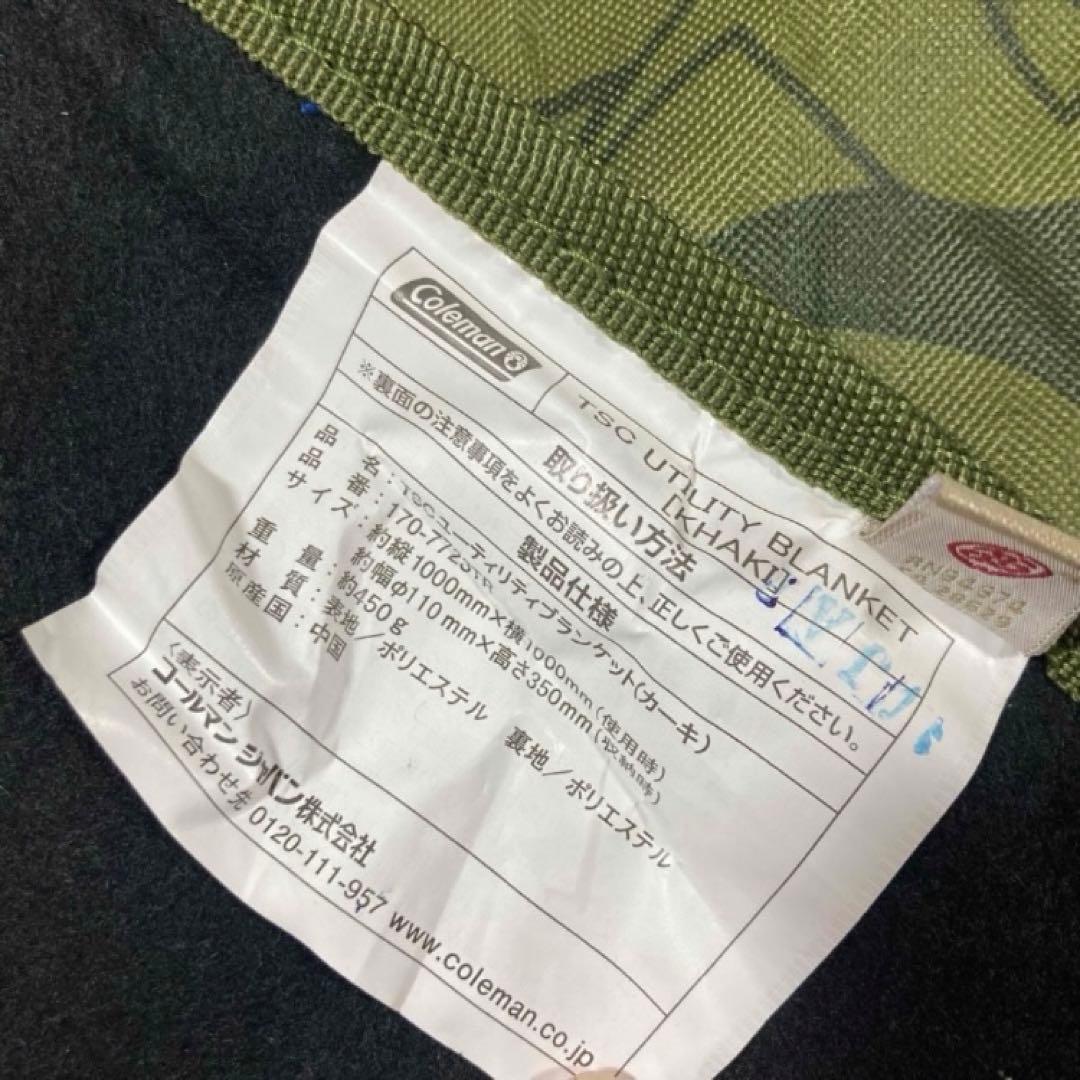 Coleman
TSC UTILITY BLANKET
[KHAKI]
取り扱い方法
※裏面の注意事項をよくお読みの上、正しくご使用ください。
製品仕様
品名：TSCユーティリティブランケット(カーキ)
品番：
サイズ：約縦1000mm×横1000mm(使用時)
約幅φ110mm×高さ350mm(収納時)
重量：約450g
材質：表地／ポリエステル 裏地／ポリエステル
原産国：中国
〈表示者〉
コールマン ジャパン株式会社
お問い合わせ先 0120-111-957 www.coleman.co.jp